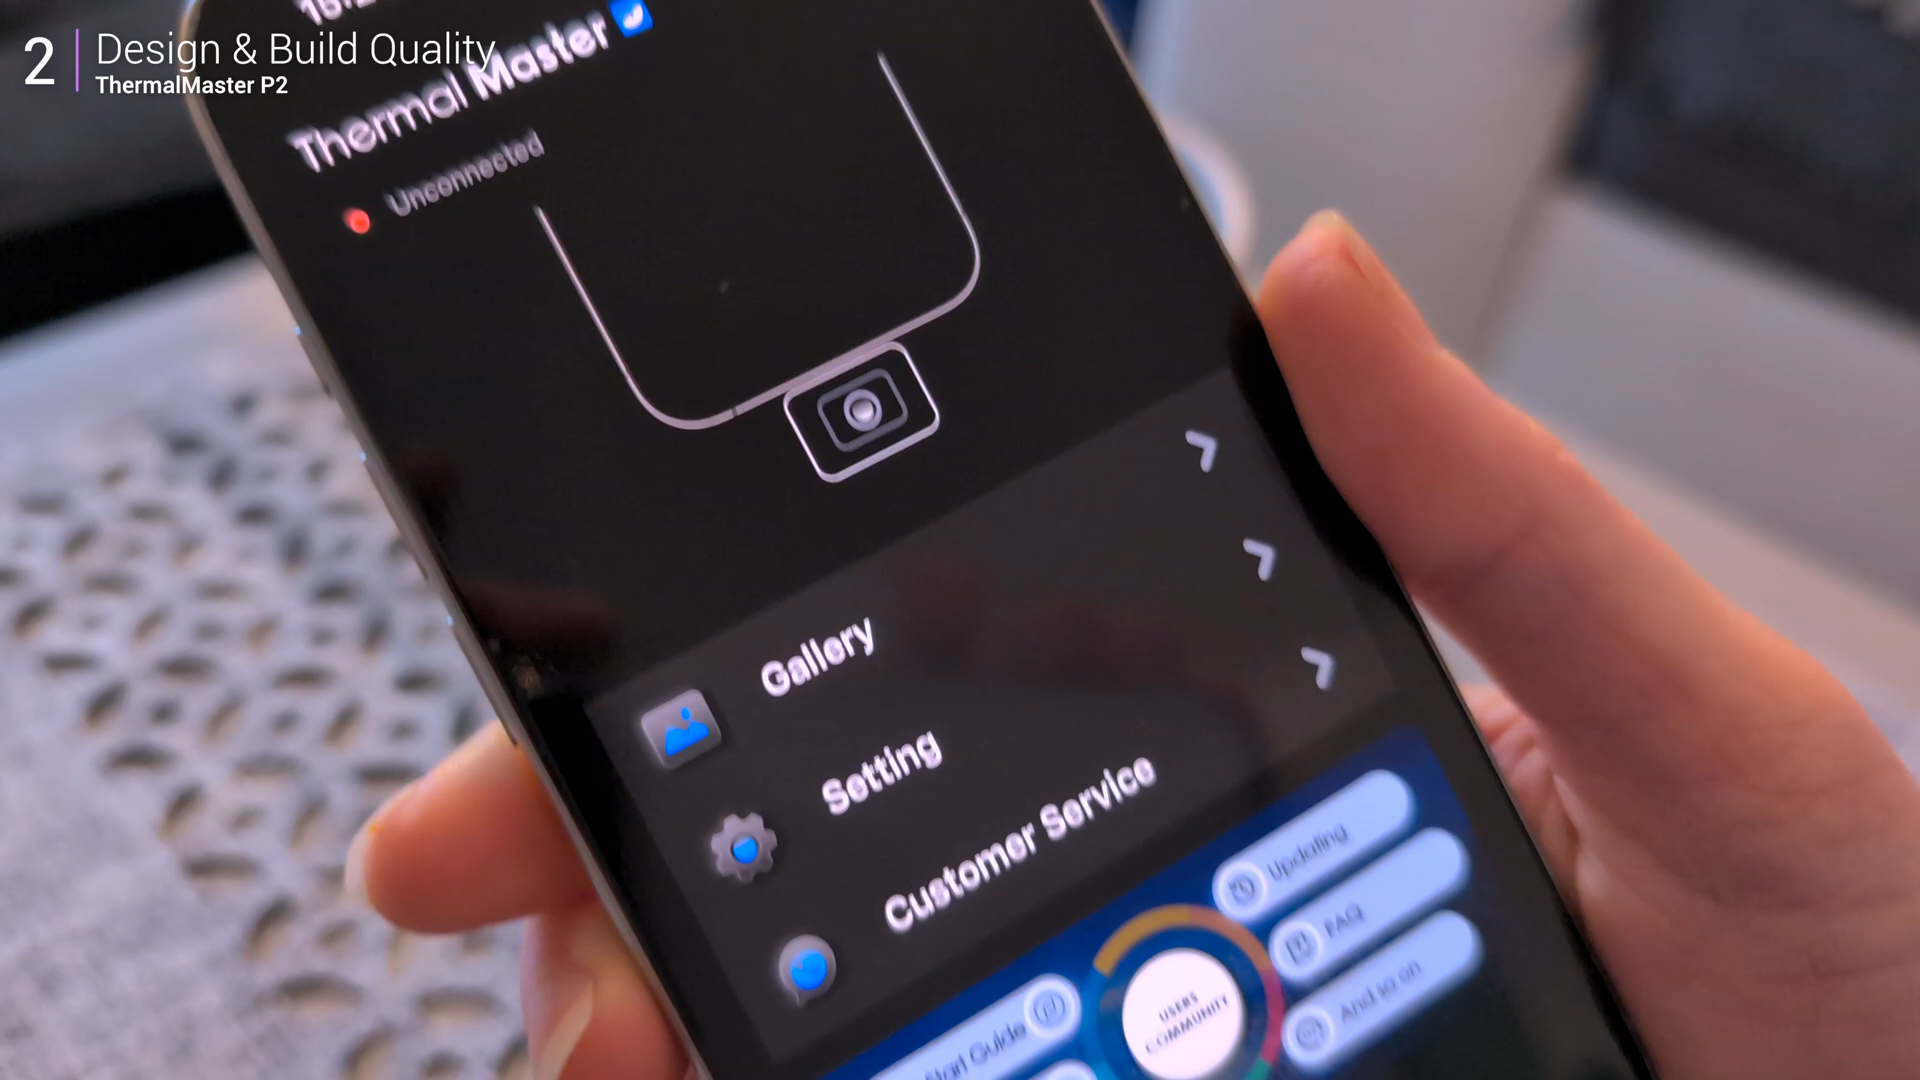 2
Design & Build Quality
ThermalMaster P2
Thermal Master
Unconnected
Gallery
Setting
Customer Service
Updating
FAQ
And so on
USERS
COMMUNITY
Start Guide